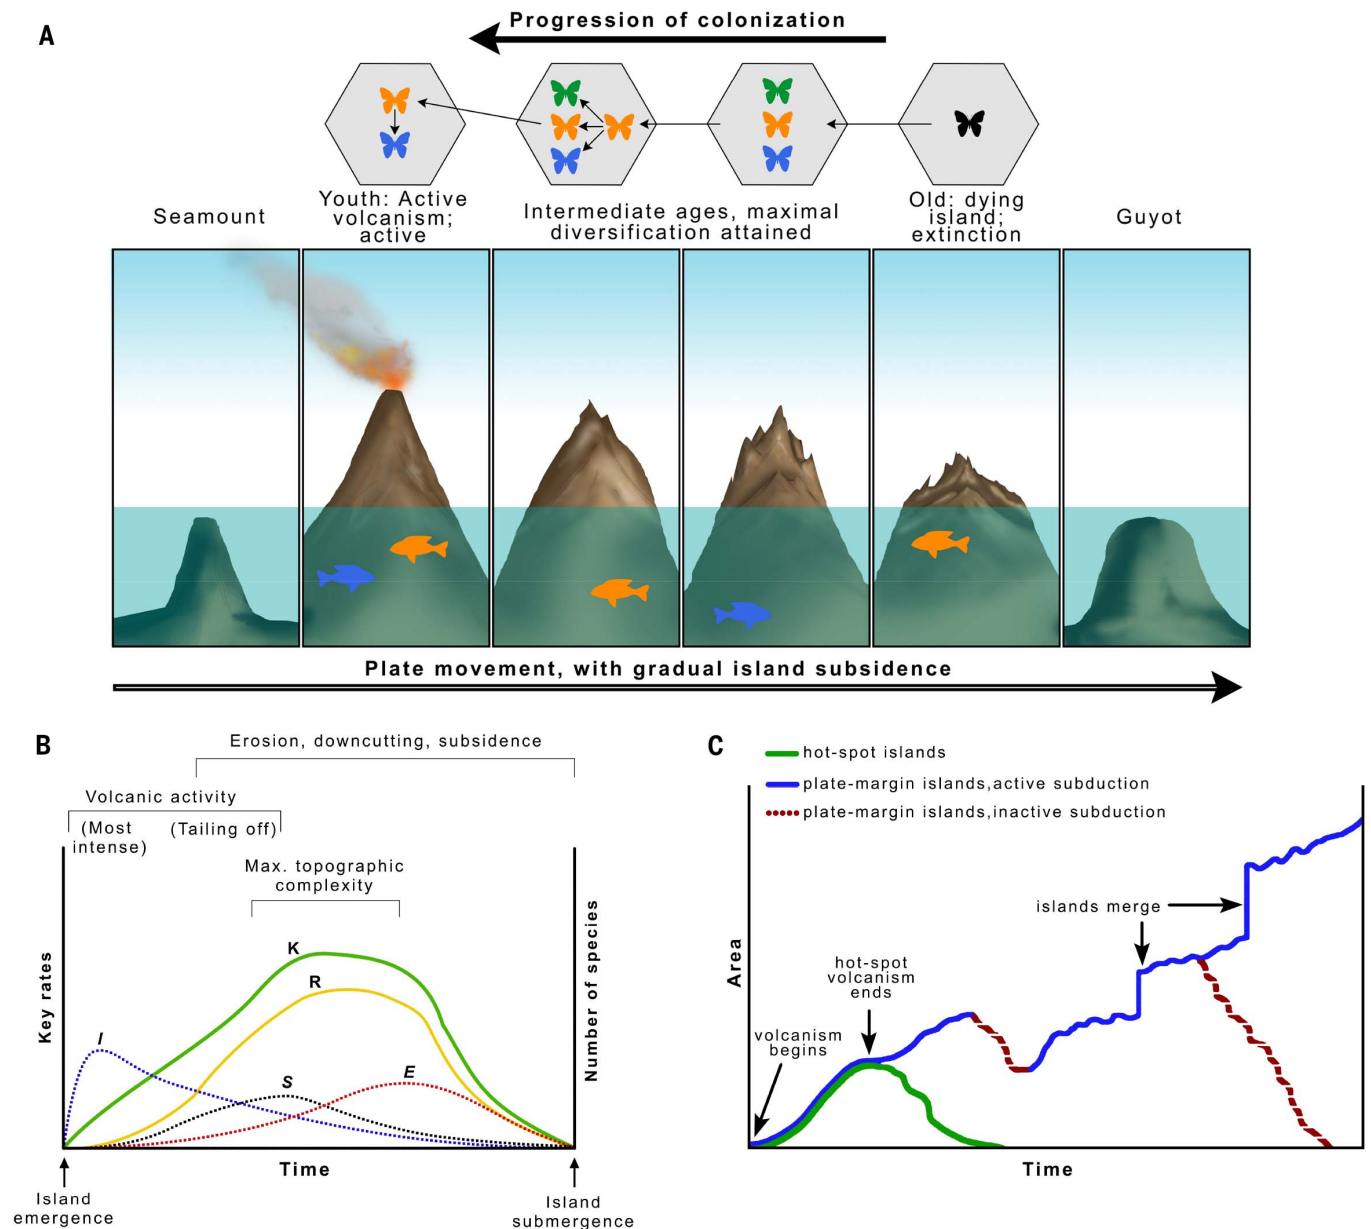 A
Progression of colonization
Seamount
Youth: Active
volcanism;
active
Intermediate ages, maximal
diversification attained
Old: dying
island;
extinction
Guyot
Plate movement, with gradual island subsidence
B
Erosion, downcutting, subsidence
Volcanic activity
(Most
intense)
(Tailing off)
Max. topographic
complexity
Key rates
Number of species
K
R
I
S
E
Time
Island
emergence
Island
submergence
C
hot-spot islands
plate-margin islands,active subduction
plate-margin islands,inactive subduction
Area
islands merge
hot-spot
volcanism
ends
volcanism
begins
Time